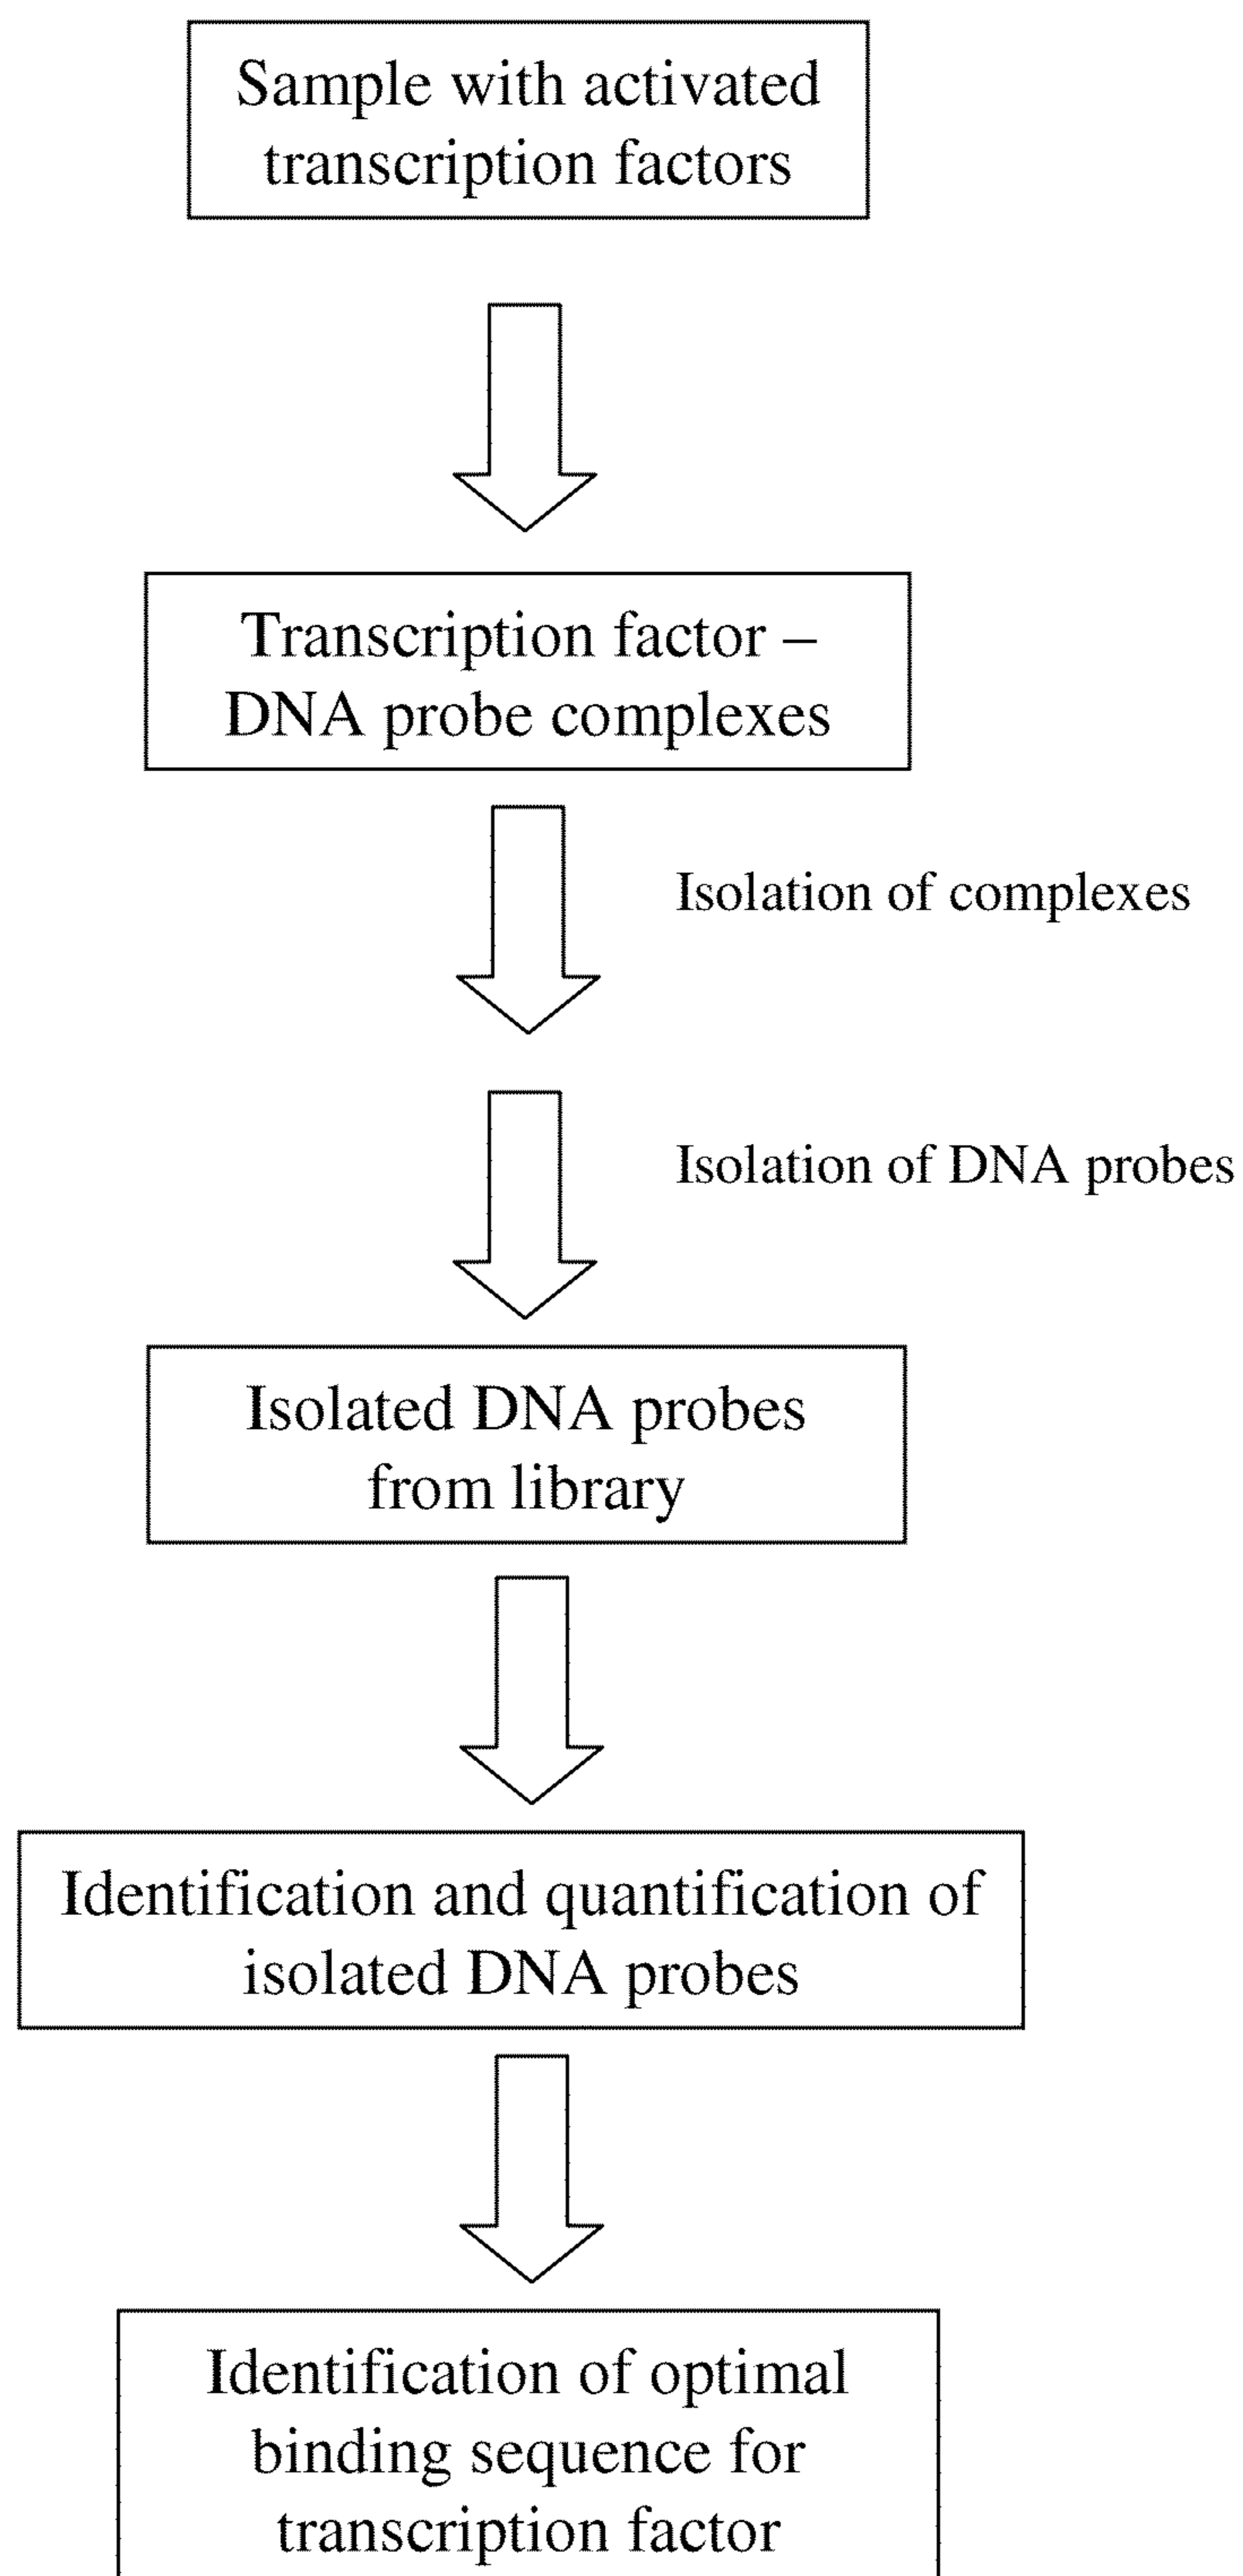 Sample with activated
transcription factors
Transcription factor –
DNA probe complexes
Isolation of complexes
Isolation of DNA probes
Isolated DNA probes
from library
Identification and quantification of
isolated DNA probes
Identification of optimal
binding sequence for
transcription factor